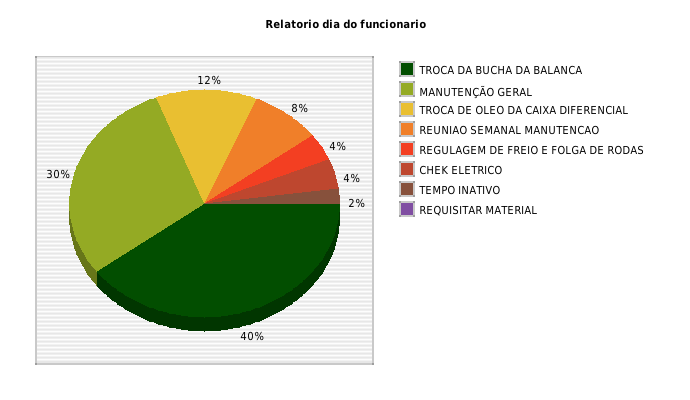 Relatorio dia do funcionario
12%
8%
4%
4%
2%
30%
40%
TROCA DA BUCHA DA BALANCA
MANUTENÇÃO GERAL
TROCA DE OLEO DA CAIXA DIFERENCIAL
REUNIAO SEMANAL MANUTENCAO
REGULAGEM DE FREIO E FOLGA DE RODAS
CHEK ELETRICO
TEMPO INATIVO
REQUISITAR MATERIAL